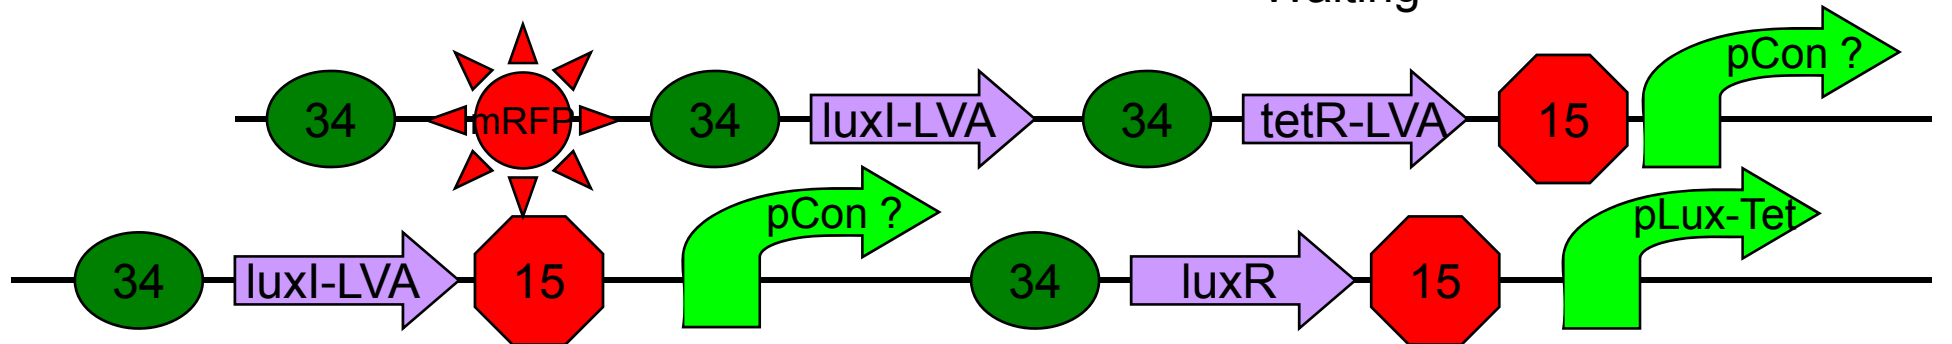 Waiting
34 mRFP 34 luxI-LVA 34 tetR-LVA 15 pCon ?
34 luxI-LVA 15 pCon ? 34 luxR 15 pLux-Tet